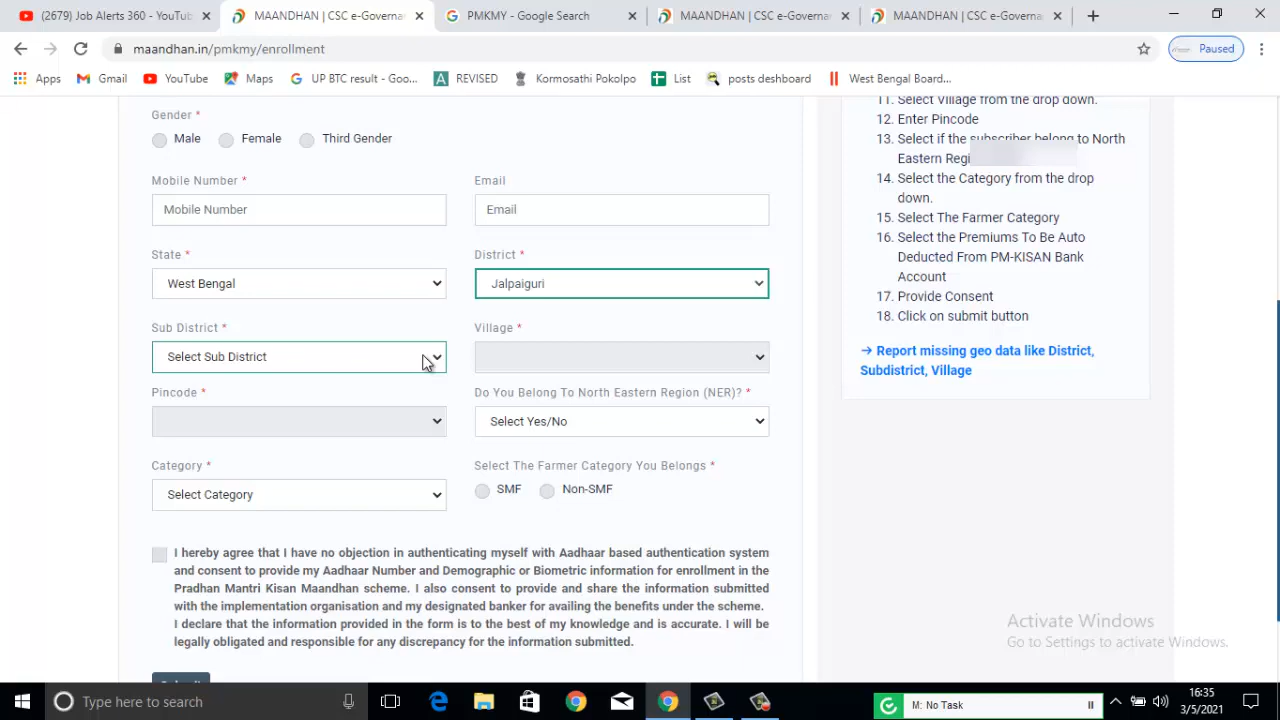 (2679) Job Alerts 360 - YouTu
MAANDHAN | CSC e-Governa
PMKMY - Google Search
MAANDHAN | CSC e-Governa
MAANDHAN | CSC e-Governa
maandhan.in/pmkmy/enrollment
Paused
Apps
Gmail
YouTube
Maps
UP BTC result - Goo...
REVISED
Kormosathi Pokolpo
List
posts deshboard
West Bengal Board...
Gender *
Male
Female
Third Gender
Mobile Number *
Email
Mobile Number
Email
State *
District *
West Bengal
Jalpaiguri
Sub District *
Village *
Select Sub District
Pincode *
Do You Belong To North Eastern Region (NER)? *
Select Yes/No
Category *
Select The Farmer Category You Belongs *
Select Category
SMF
Non-SMF
I hereby agree that I have no objection in authenticating myself with Aadhaar based authentication system
and consent to provide my Aadhaar Number and Demographic or Biometric information for enrollment in the
Pradhan Mantri Kisan Maandhan scheme. I also consent to provide and share the information submitted
with the implementation organisation and my designated banker for availing the benefits under the scheme.
I declare that the information provided in the form is to the best of my knowledge and is accurate. I will be
legally obligated and responsible for any discrepancy for the information submitted.
11. Select Village from the drop down.
12. Enter Pincode
13. Select if the subscriber belong to North
Eastern Regi
14. Select the Category from the drop
down.
15. Select The Farmer Category
16. Select the Premiums To Be Auto
Deducted From PM-KISAN Bank
Account
17. Provide Consent
18. Click on submit button
→ Report missing geo data like District,
Subdistrict, Village
Activate Windows
Go to Settings to activate Windows.
Type here to search
M: No Task
16:35
3/5/2021